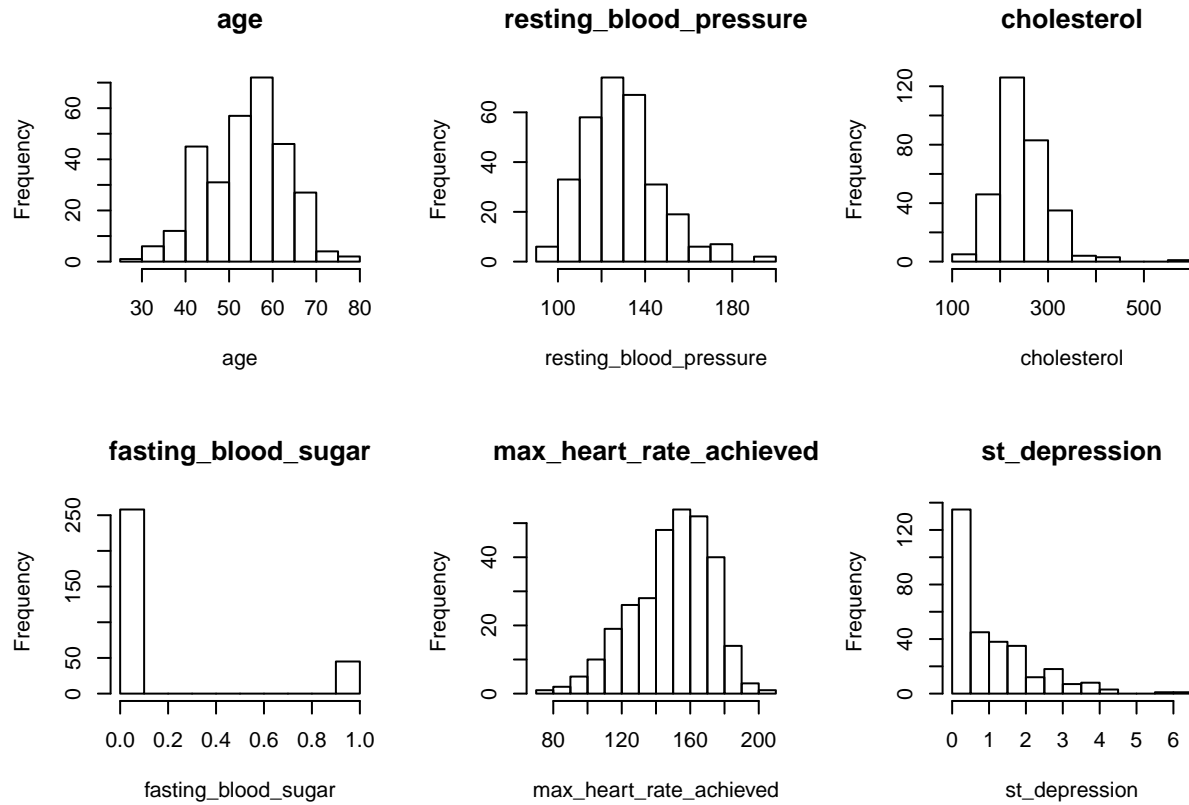 age
Frequency
0 20 40 60
30 40 50 60 70 80
age
resting_blood_pressure
Frequency
0 20 40 60
100 140 180
resting_blood_pressure
cholesterol
Frequency
0 40 80 120
100 300 500
cholesterol
fasting_blood_sugar
Frequency
0 50 150 250
0.0 0.2 0.4 0.6 0.8 1.0
fasting_blood_sugar
max_heart_rate_achieved
Frequency
0 20 40
80 120 160 200
max_heart_rate_achieved
st_depression
Frequency
0 40 80 120
0 1 2 3 4 5 6
st_depression